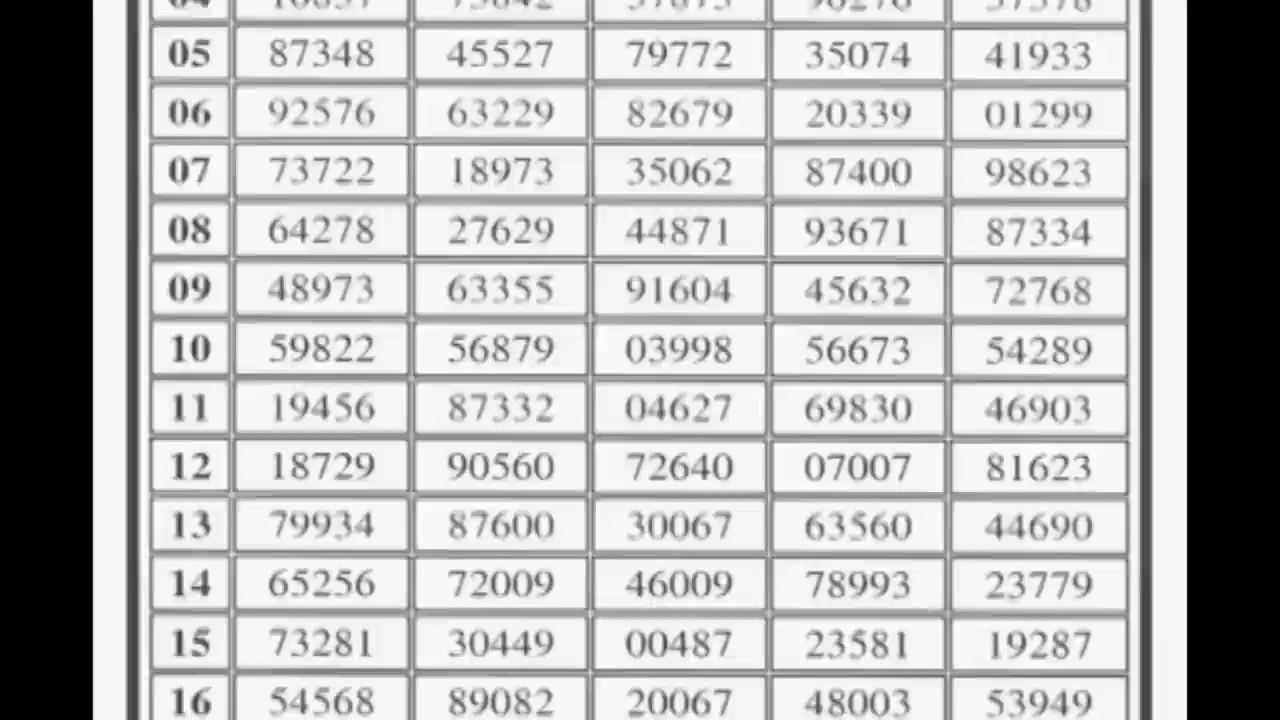 05 87348 45527 79772 35074 41933
06 92576 63229 82679 20339 01299
07 73722 18973 35062 87400 98623
08 64278 27629 44871 93671 87334
09 48973 63355 91604 45632 72768
10 59822 56879 03998 56673 54289
11 19456 87332 04627 69830 46903
12 18729 90560 72640 07007 81623
13 79934 87600 30067 63560 44690
14 65256 72009 46009 78993 23779
15 73281 30449 00487 23581 19287
16 54568 89082 20067 48003 53949